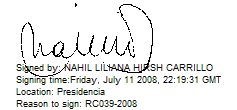 Signed by: NAHIL LILIANA HIRSH CARRILLO
Signing time:Friday, July 11 2008, 22:19:31 GMT
Location: Presidencia
Reason to sign: RC039-2008